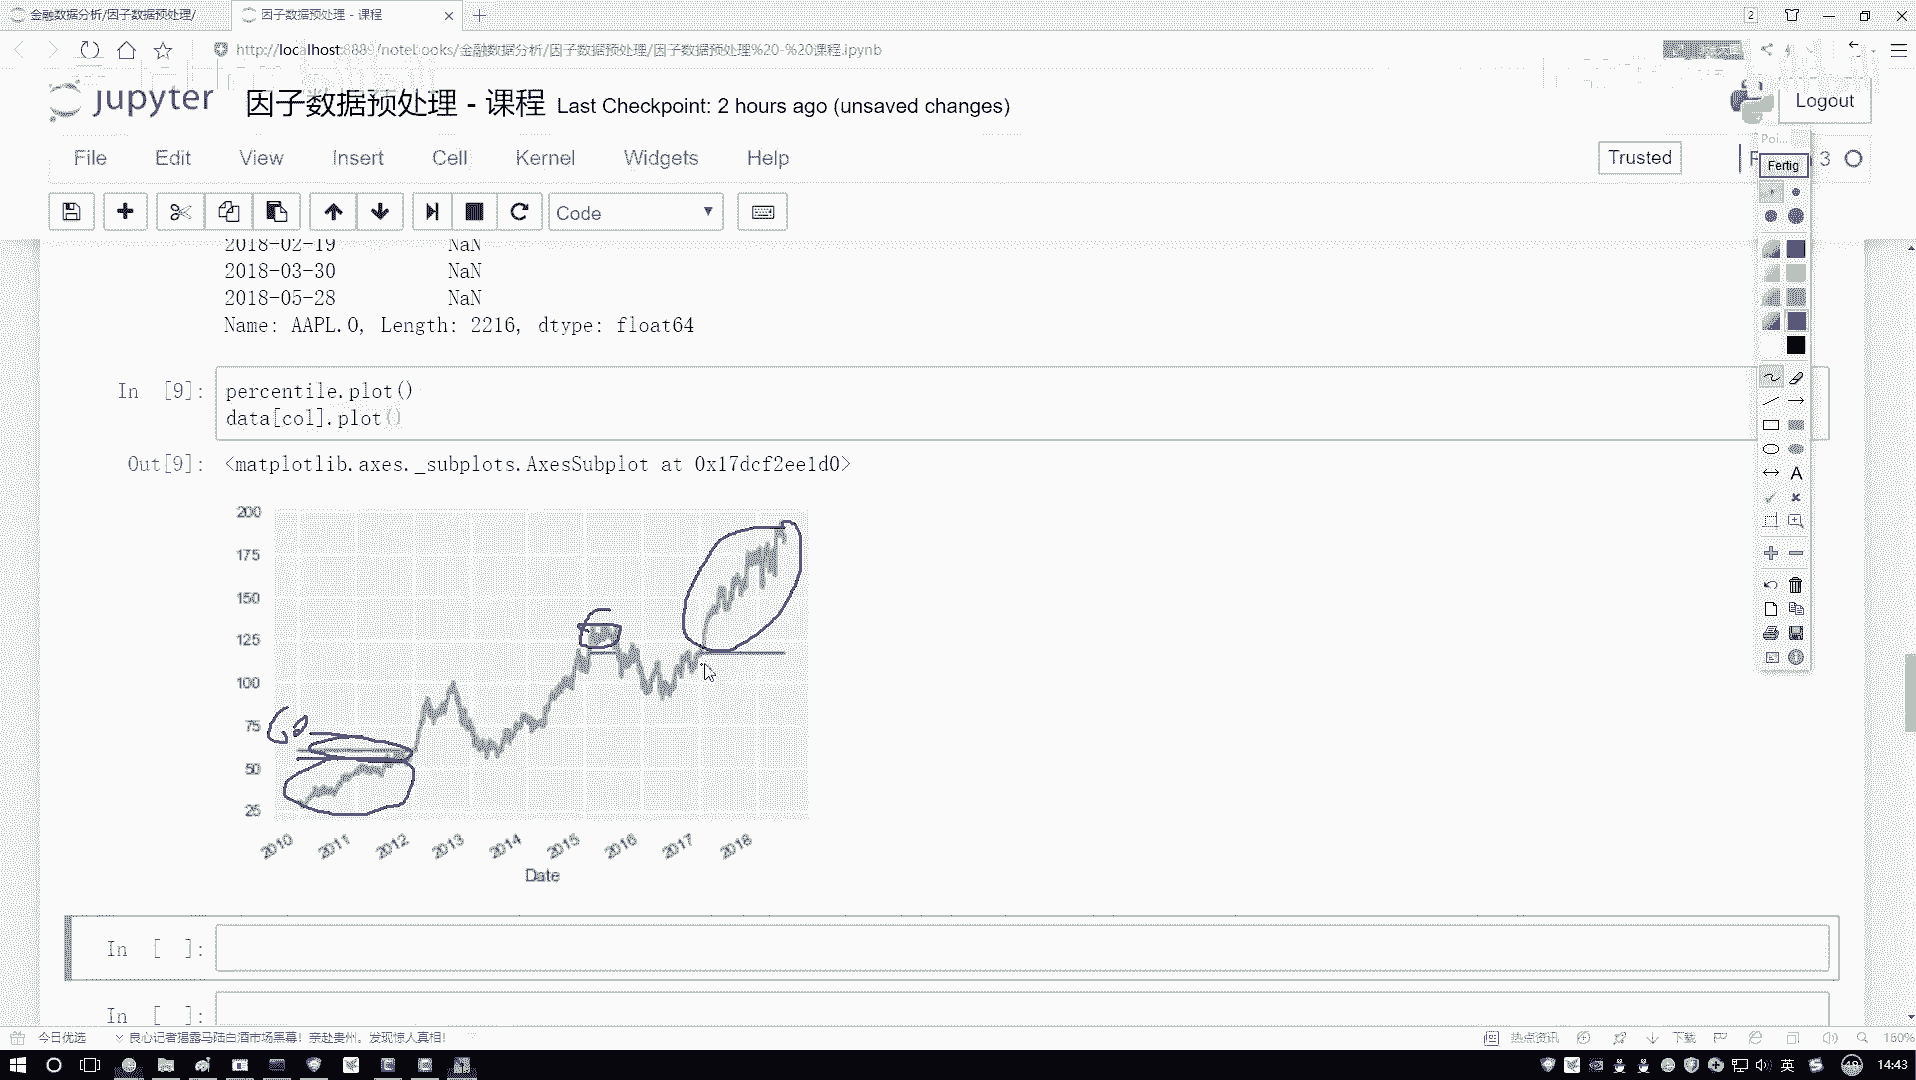 金融数据分析/因子数据预处理/
因子数据预处理 - 课程
2
http://localhost:8889/notebooks/金融数据分析/因子数据预处理/因子数据预处理%20-%20课程.ipynb
jupyter
因子数据预处理 - 课程 Last Checkpoint: 2 hours ago (unsaved changes)
Logout
File Edit View Insert Cell Kernel Widgets Help
Trusted
3
Poi...
Fertig
Code
2018-02-19 NaN
2018-03-30 NaN
2018-05-28 NaN
Name: AAPL.O, Length: 2216, dtype: float64
In [9]:
percentile.plot()
data[col].plot()
Out[9]:
<matplotlib.axes._subplots.AxesSubplot at 0x17dcf2ee1d0>
200
175
150
125
100
75
50
25
60
2010 2011 2012 2013 2014 2015 2016 2017 2018
Date
A
In [ ]:
In [ ]:
今日优选
良心记者揭露马陆白酒市场黑幕！亲赴贵州。发现惊人真相！
热点资讯
下载
160%
英
14:43